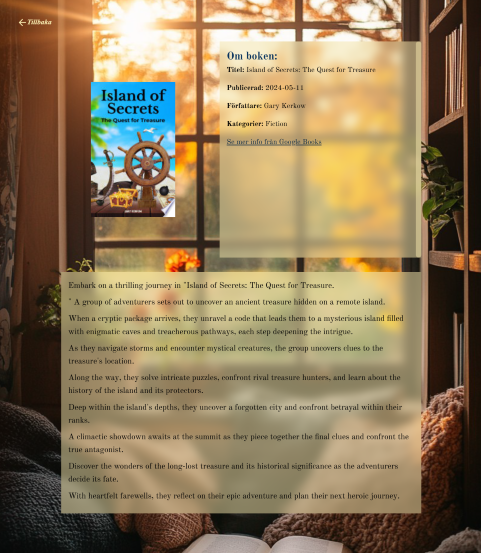 ← Tillbaka
Island of
Secrets
The Quest for Treasure
Om boken:
Titel: Island of Secrets: The Quest for Treasure
Publicerad: 2024-05-11
Författare: Gary Kerkow
Kategorier: Fiction
Se mer info från Google Books
Embark on a thrilling journey in "Island of Secrets: The Quest for Treasure.
" A group of adventurers sets out to uncover an ancient treasure hidden on a remote island.
When a cryptic package arrives, they unravel a code that leads them to a mysterious island filled
with enigmatic caves and treacherous pathways, each step deepening the intrigue.
As they navigate storms and encounter mystical creatures, the group uncovers clues to the
treasure's location.
Along the way, they solve intricate puzzles, confront rival treasure hunters, and learn about the
history of the island and its protectors.
Deep within the island's depths, they uncover a forgotten city and confront betrayal within their
ranks.
A climactic showdown awaits at the summit as they piece together the final clues and confront the
true antagonist.
Discover the wonders of the long-lost treasure and its historical significance as the adventurers
decide its fate.
With heartfelt farewells, they reflect on their epic adventure and plan their next heroic journey.